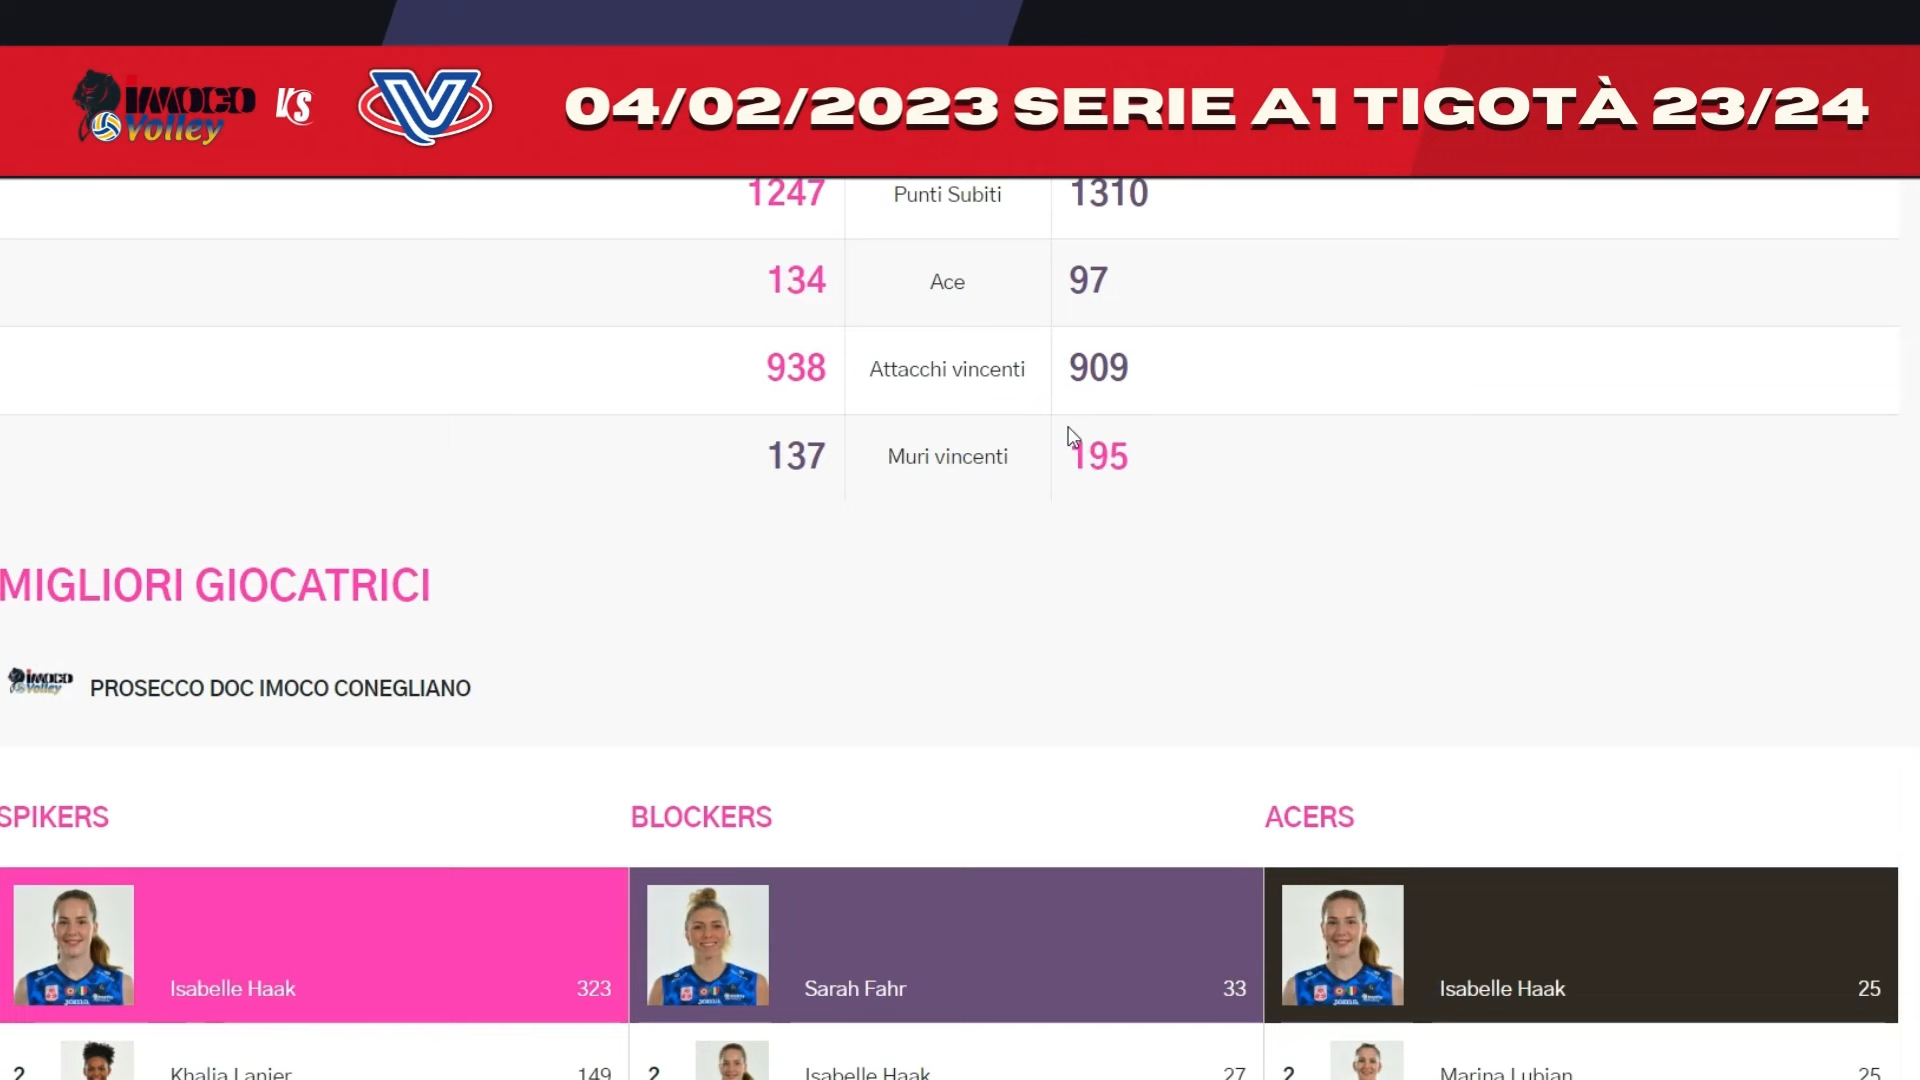 imoco Volley VS V 04/02/2023 SERIE A1 TIGOTÀ 23/24
1247 Punti Subiti 1310
134 Ace 97
938 Attacchi vincenti 909
137 Muri vincenti 195
MIGLIORI GIOCATRICI
imoco Volley PROSECCO DOC IMOCO CONEGLIANO
SPIKERS BLOCKERS ACERS
Isabelle Haak 323 Sarah Fahr 33 Isabelle Haak 25
2 Khalia Lanier 149 2 Isabelle Haak 27 2 Marina Lubian 25